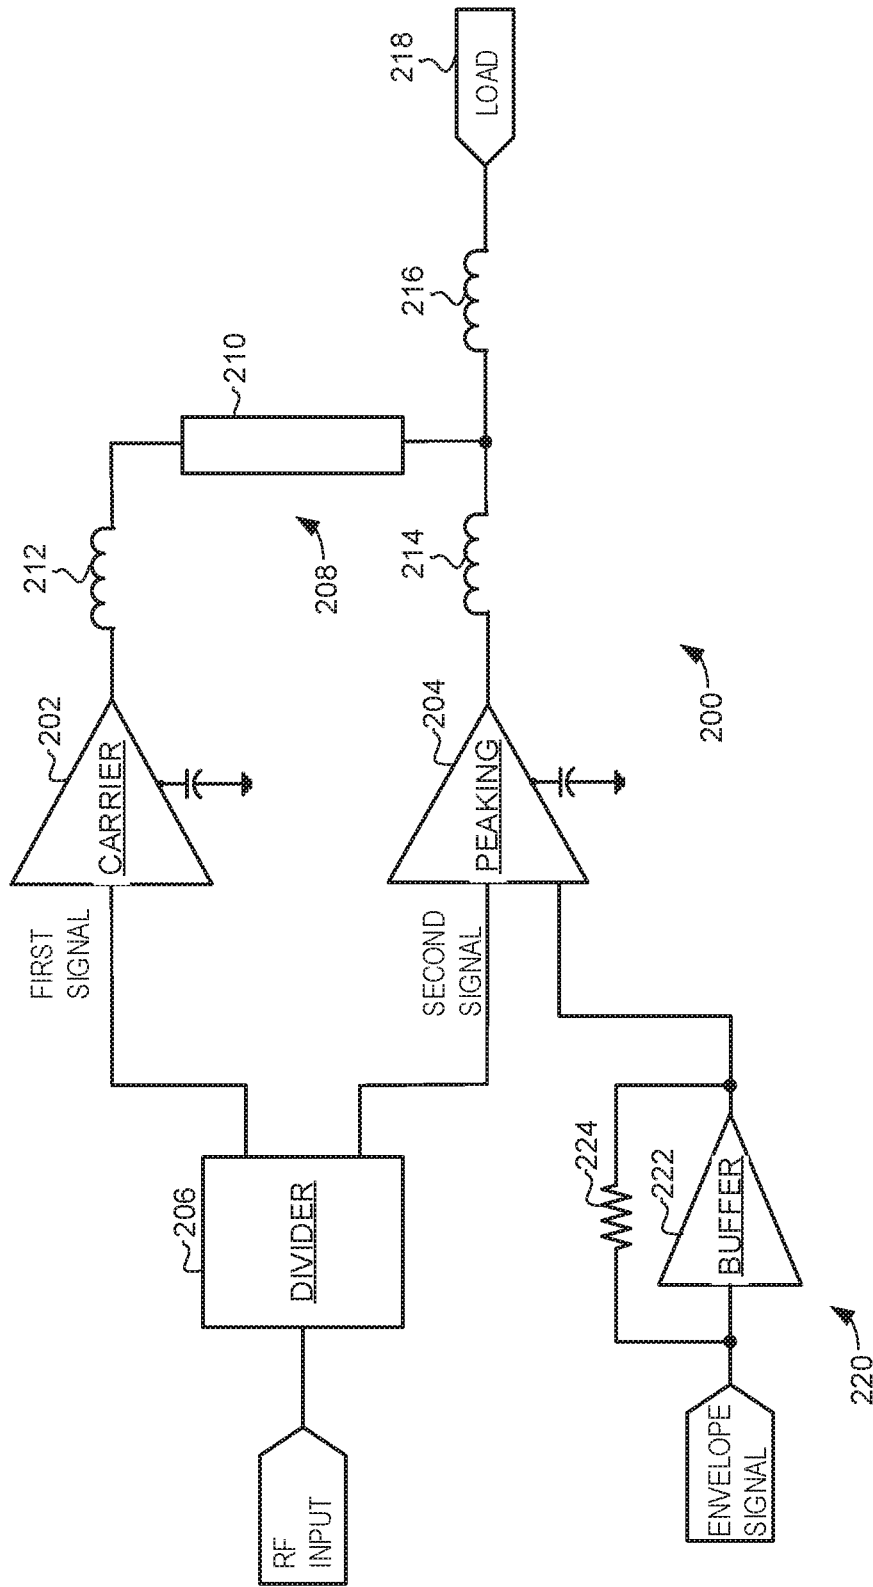 RF
INPUT
206
DIVIDER
FIRST
SIGNAL
202
CARRIER
212
208
210
SECOND
SIGNAL
204
PEAKING
214
216
218
LOAD
200
ENVELOPE
SIGNAL
224
222
BUFFER
220